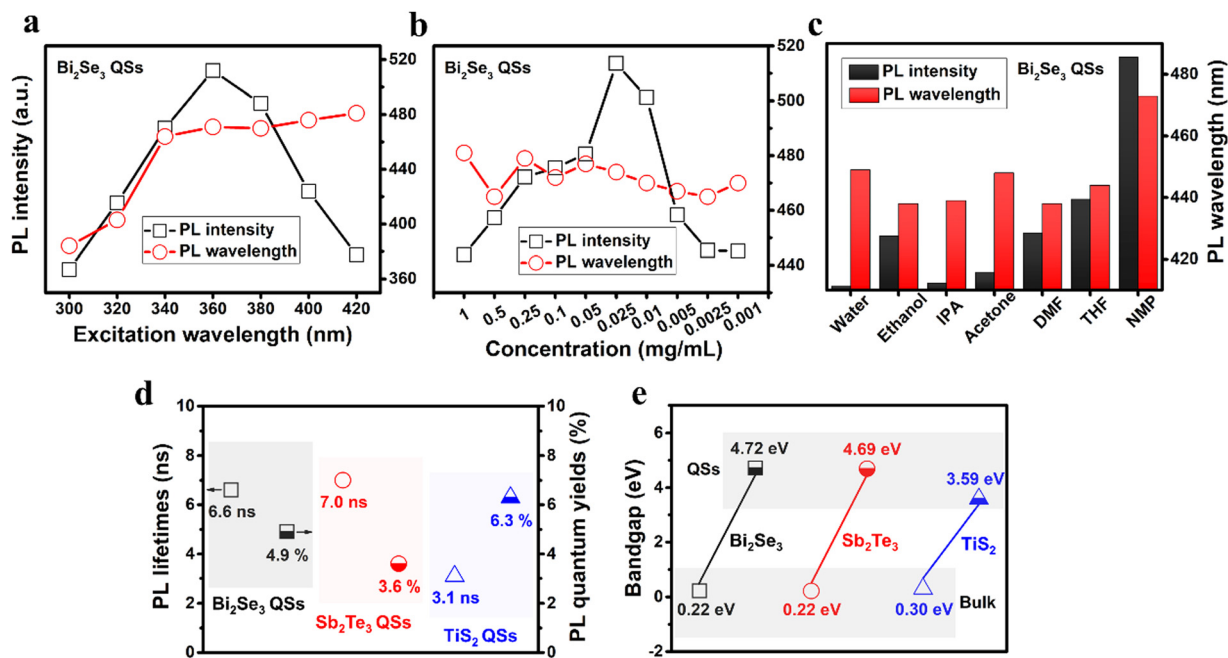 a
Bi2Se3 QSs
PL intensity
PL wavelength
PL intensity (a.u.)
520
480
440
400
360
300 320 340 360 380 400 420
Excitation wavelength (nm)
b
Bi2Se3 QSs
PL intensity
PL wavelength
520
500
480
460
440
1 0.5 0.25 0.1 0.05 0.025 0.01 0.005 0.0025 0.001
Concentration (mg/mL)
c
PL intensity
PL wavelength
Bi2Se3 QSs
480
460
440
420
PL wavelength (nm)
Water Ethanol IPA Acetone DMF THF NMP
d
PL lifetimes (ns)
10
8
6
4
2
0
6.6 ns
4.9 %
Bi2Se3 QSs
7.0 ns
3.6 %
Sb2Te3 QSs
3.1 ns
6.3 %
TiS2 QSs
10
8
6
4
2
0
PL quantum yields (%)
e
Bandgap (eV)
6
4
2
0
-2
QSs
4.72 eV
4.69 eV
3.59 eV
Bi2Se3
Sb2Te3
TiS2
0.22 eV
0.22 eV
0.30 eV
Bulk